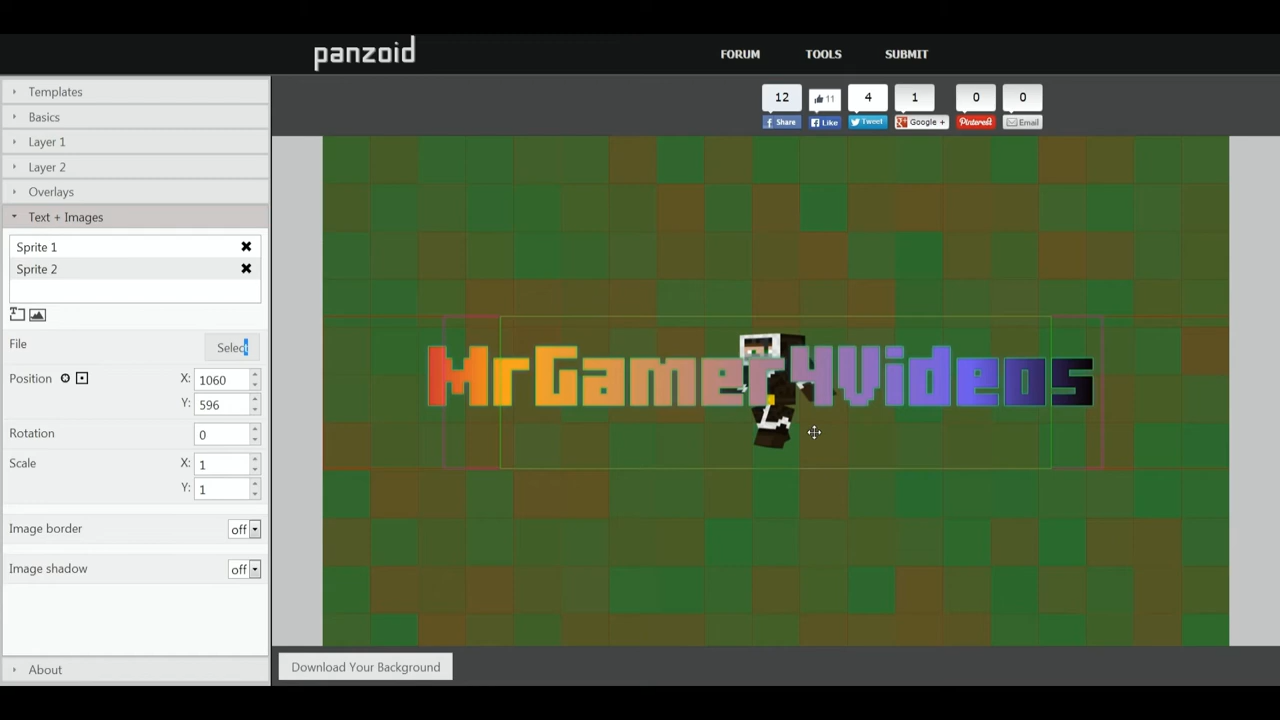 panzoid
FORUM TOOLS SUBMIT
12 11 4 1 0 0
Share Like Tweet Google + Pinterest Email
Templates
Basics
Layer 1
Layer 2
Overlays
Text + Images
Sprite 1
Sprite 2
File Select
Position X: 1060
Y: 596
Rotation 0
Scale X: 1
Y: 1
Image border off
Image shadow off
About
MrGamer4Videos
Download Your Background